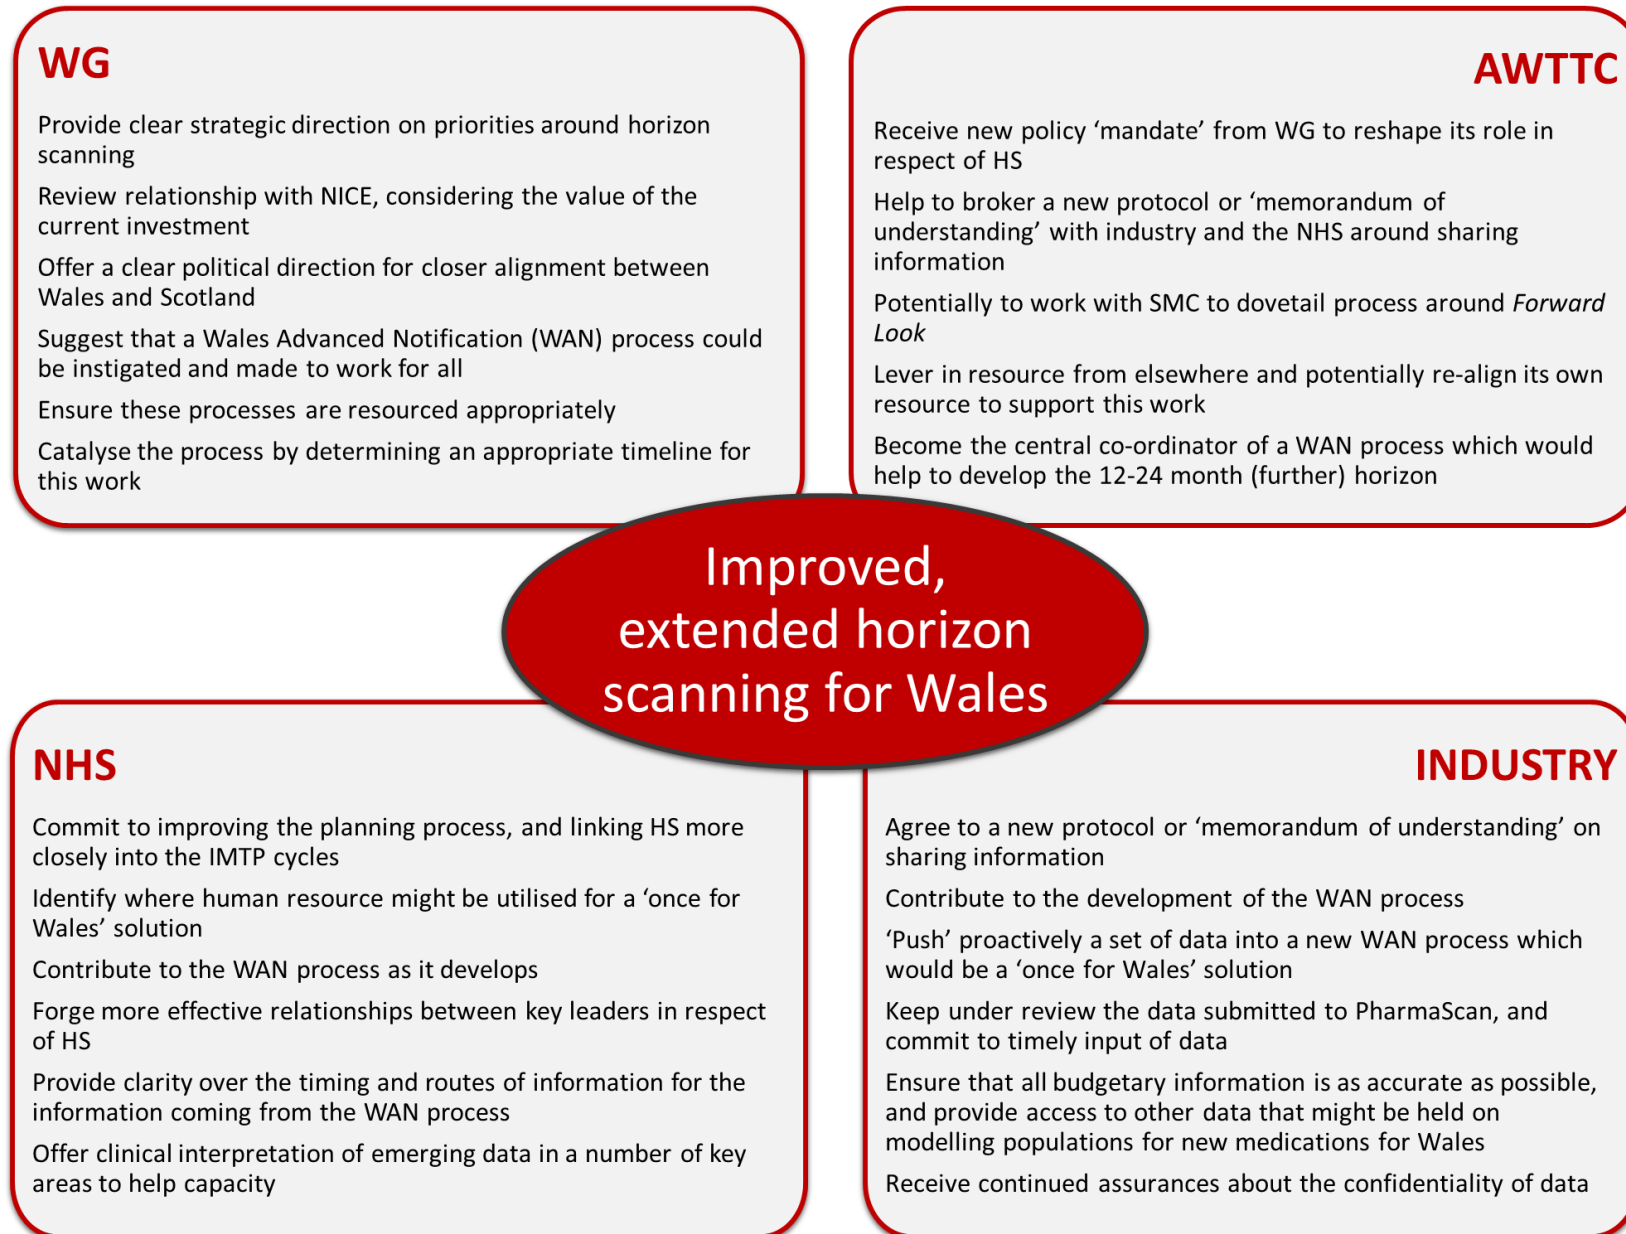 WG
Provide clear strategic direction on priorities around horizon
scanning
Review relationship with NICE, considering the value of the
current investment
Offer a clear political direction for closer alignment between
Wales and Scotland
Suggest that a Wales Advanced Notification (WAN) process could
be instigated and made to work for all
Ensure these processes are resourced appropriately
Catalyse the process by determining an appropriate timeline for
this work
AWTTC
Receive new policy ‘mandate’ from WG to reshape its role in
respect of HS
Help to broker a new protocol or ‘memorandum of
understanding’ with industry and the NHS around sharing
information
Potentially to work with SMC to dovetail process around Forward
Look
Lever in resource from elsewhere and potentially re-align its own
resource to support this work
Become the central co-ordinator of a WAN process which would
help to develop the 12-24 month (further) horizon
Improved,
extended horizon
scanning for Wales
NHS
Commit to improving the planning process, and linking HS more
closely into the IMTP cycles
Identify where human resource might be utilised for a ‘once for
Wales’ solution
Contribute to the WAN process as it develops
Forge more effective relationships between key leaders in respect
of HS
Provide clarity over the timing and routes of information for the
information coming from the WAN process
Offer clinical interpretation of emerging data in a number of key
areas to help capacity
INDUSTRY
Agree to a new protocol or ‘memorandum of understanding’ on
sharing information
Contribute to the development of the WAN process
‘Push’ proactively a set of data into a new WAN process which
would be a ‘once for Wales’ solution
Keep under review the data submitted to PharmaScan, and
commit to timely input of data
Ensure that all budgetary information is as accurate as possible,
and provide access to other data that might be held on
modelling populations for new medications for Wales
Receive continued assurances about the confidentiality of data